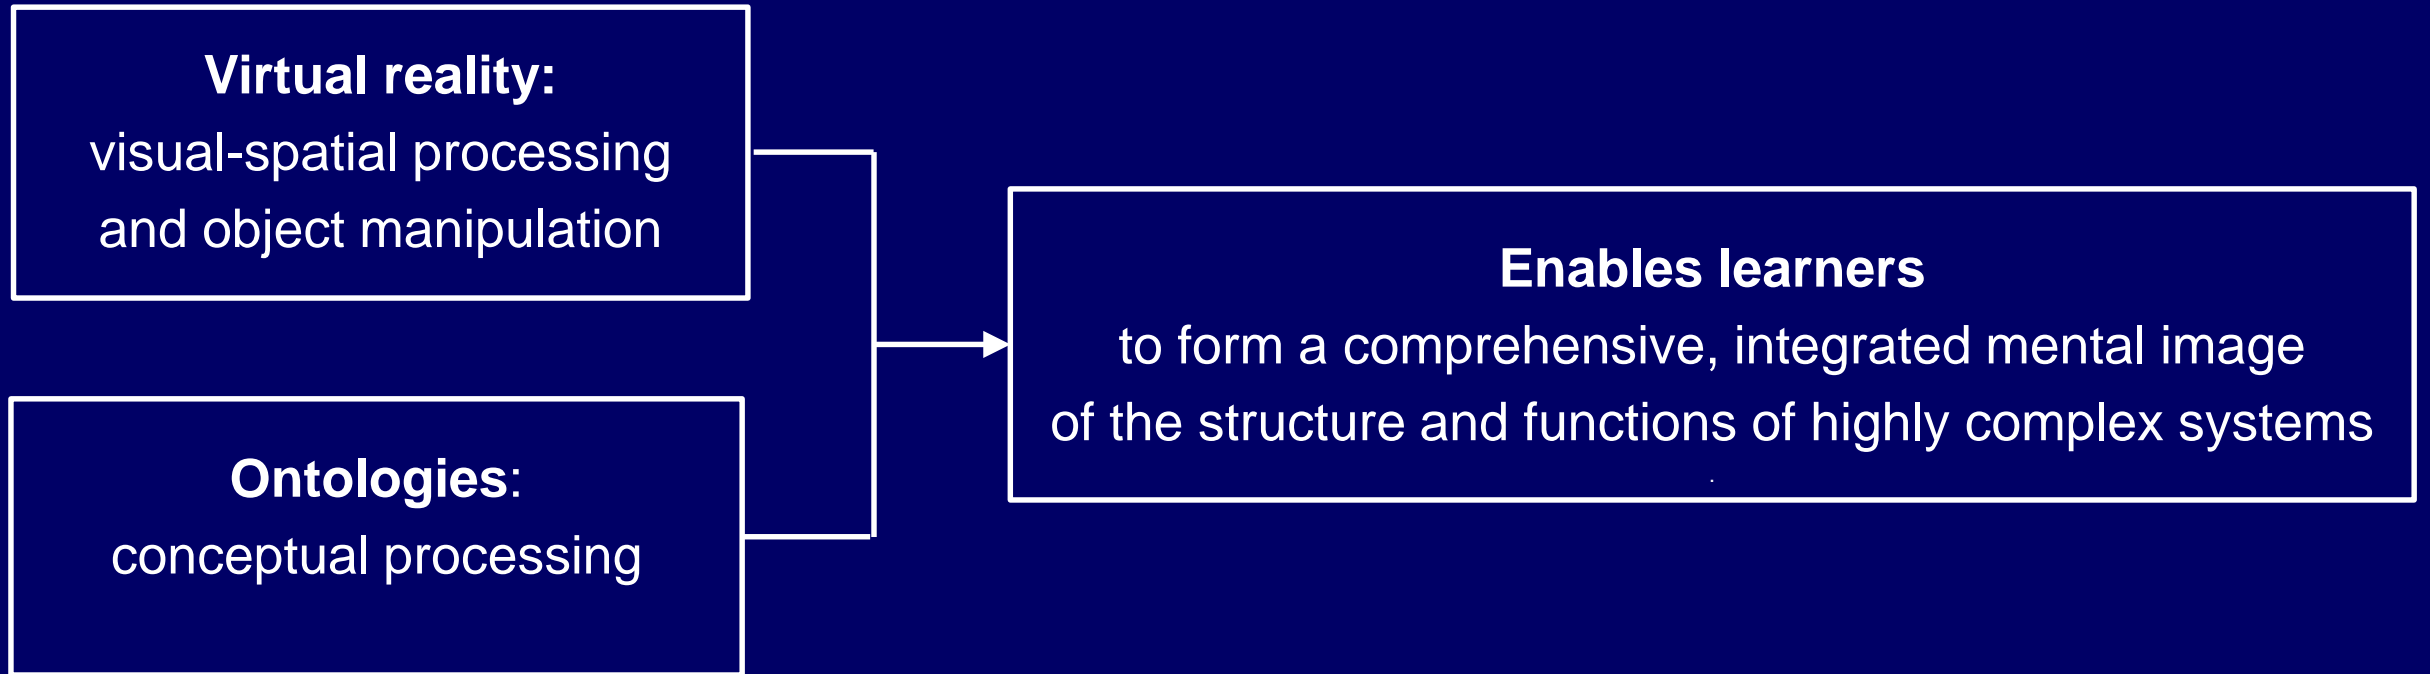 Virtual reality:
visual-spatial processing
and object manipulation
Ontologies:
conceptual processing
Enables learners
to form a comprehensive, integrated mental image
of the structure and functions of highly complex systems
.